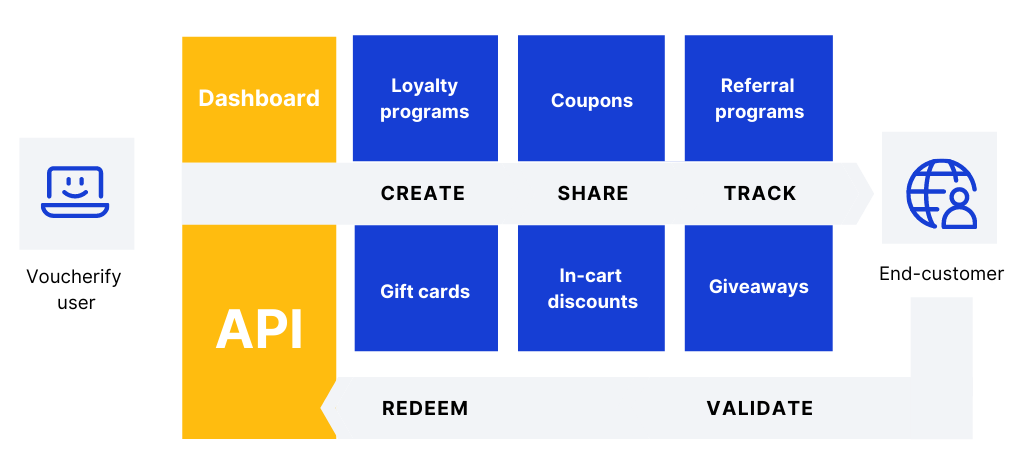 Dashboard
Loyalty
programs
Coupons
Referral
programs
CREATE
SHARE
TRACK
Voucherify
user
End-customer
API
Gift cards
In-cart
discounts
Giveaways
REDEEM
VALIDATE